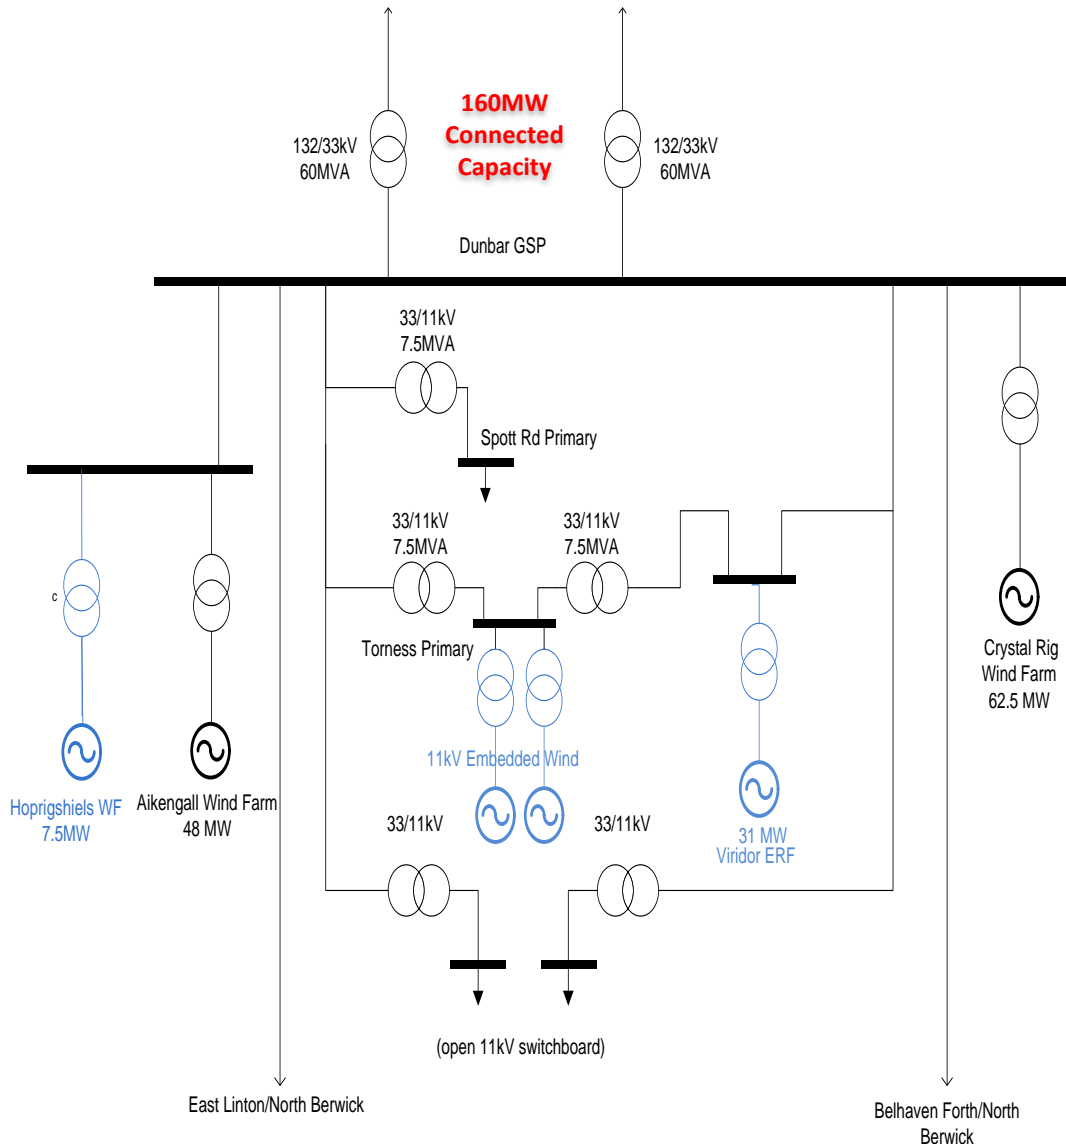 160MW
Connected
Capacity
132/33kV
60MVA
132/33kV
60MVA
Dunbar GSP
33/11kV
7.5MVA
Spott Rd Primary
33/11kV
7.5MVA
33/11kV
7.5MVA
c
Torness Primary
Crystal Rig
Wind Farm
62.5 MW
11kV Embedded Wind
Hoprigshiels WF
7.5MW
Aikengall Wind Farm
48 MW
31 MW
Viridor ERF
33/11kV
33/11kV
(open 11kV switchboard)
East Linton/North Berwick
Belhaven Forth/North
Berwick